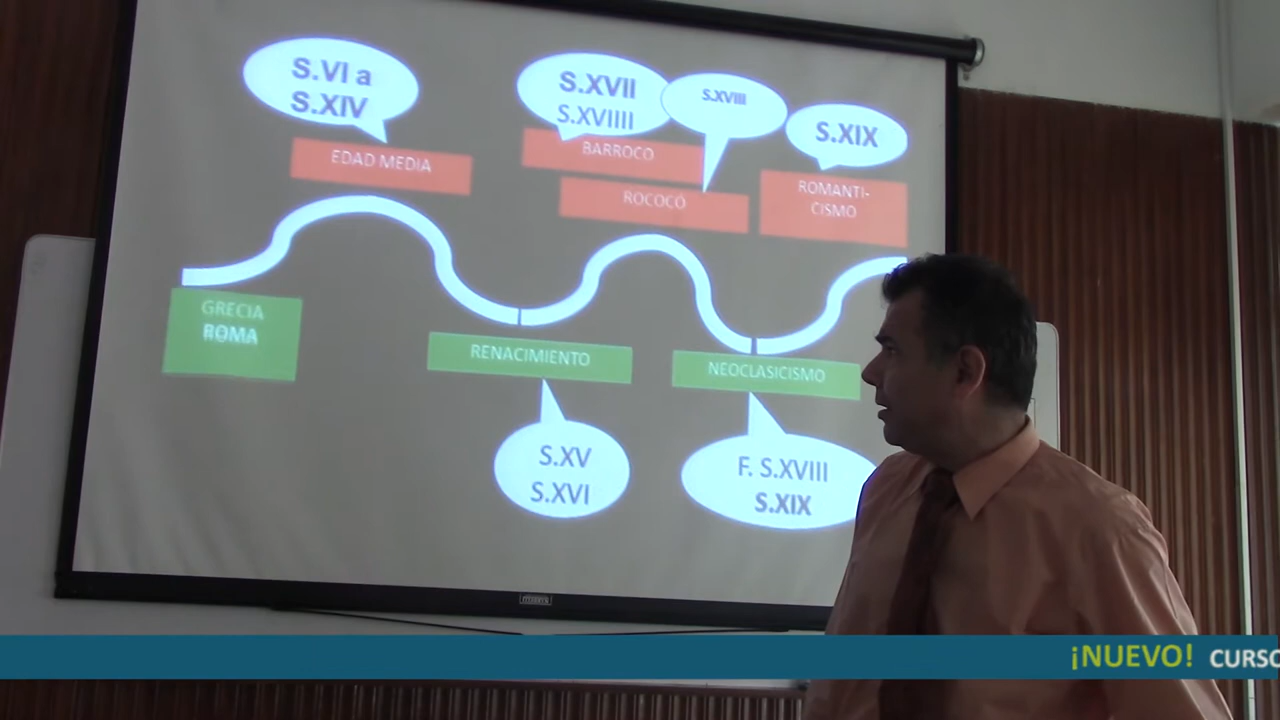 S.VI a
S.XIV
S.XVII
S.XVIIII
S.XVIII
S.XIX
EDAD MEDIA
BARROCO
ROCOCÓ
ROMANTI-
CISMO
GRECIA
ROMA
RENACIMIENTO
NEOCLASICISMO
S.XV
S.XVI
F. S.XVIII
S.XIX
¡NUEVO! CURSO